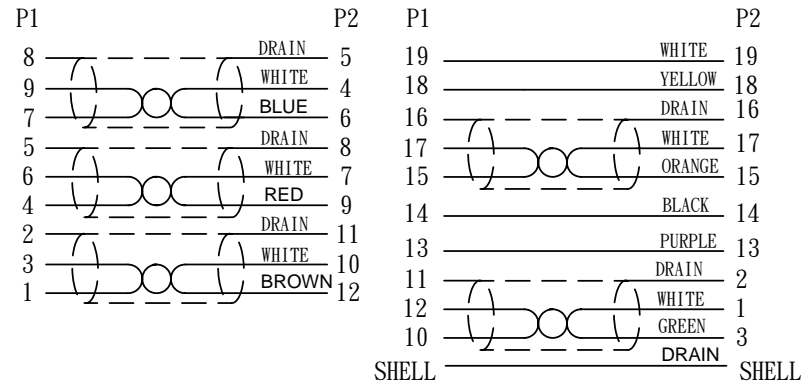 P1 P2
8 DRAIN 5
9 WHITE 4
7 BLUE 6
5 DRAIN 8
6 WHITE 7
4 RED 9
2 DRAIN 11
3 WHITE 10
1 BROWN 12
P1 P2
19 WHITE 19
18 YELLOW 18
16 DRAIN 16
17 WHITE 17
15 ORANGE 15
14 BLACK 14
13 PURPLE 13
11 DRAIN 2
12 WHITE 1
10 GREEN 3
SHELL DRAIN SHELL